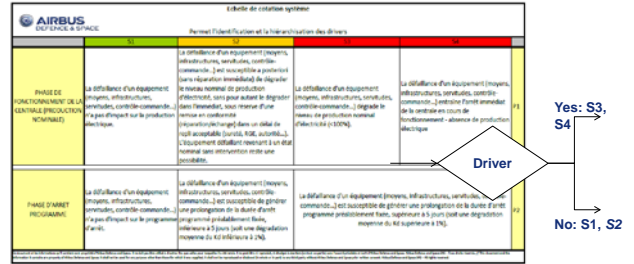 Echelle de cotation système
AIRBUS
DEFENCE & SPACE
Permet l'identification et la hiérarchisation des drivers
S1
S2
S3
S4
PHASE DE
FONCTIONNEMENT DE LA
CENTRALE (PRODUCTION
NOMINALE)
La défaillance d'un équipement
(moyens, infrastructures,
servitudes, contrôle-commande...)
n'a pas d'impact sur la production
électrique.
La défaillance d'un équipement (moyens,
infrastructures, servitudes, contrôle-
commande...) est susceptible a posteriori
(sans réparation immédiate) de dégrader
le niveau nominal de production
d'électricité, sans pour autant le dégrader
dans l'immédiat, sous réserve d'une
remise en conformité
(réparation/échange) dans un délai de
repli acceptable (sureté, RGE, autorité...).
L'équipement défaillant revenant à un état
nominal sans intervention reste une
possibilité.
La défaillance d'un équipement
(moyens, infrastructures, servitudes,
contrôle-commande...) dégrade le
niveau de production nominal
d'électricité (<100%).
La défaillance d'un équipement (moyens,
infrastructures, servitudes, contrôle-
commande...) entraine l'arrêt immédiat
de la centrale en cours de
fonctionnement - absence de production
électrique
P1
PHASE D'ARRET
PROGRAMME
La défaillance d'un équipement
(moyens, infrastructures,
servitudes, contrôle-commande...)
n'a pas d'impact sur le programme
d'arrêt.
La défaillance d'un équipement (moyens,
infrastructures, servitudes, contrôle-
commande...) est susceptible de générer
une prolongation de la durée d'arrêt
programmé préalablement fixée,
inférieure à 5 jours (soit une dégradation
moyenne du Kd inférieure à 1%).
La défaillance d'un équipement (moyens, infrastructures, servitudes,
commande...) est susceptible de générer une prolongation de la durée d'arrêt
programmé préalablement fixée, supérieure à 5 jours (soit une dégradation
moyenne du Kd supérieure à 1%).
P2
Driver
Yes: S3,
S4
No: S1, S2